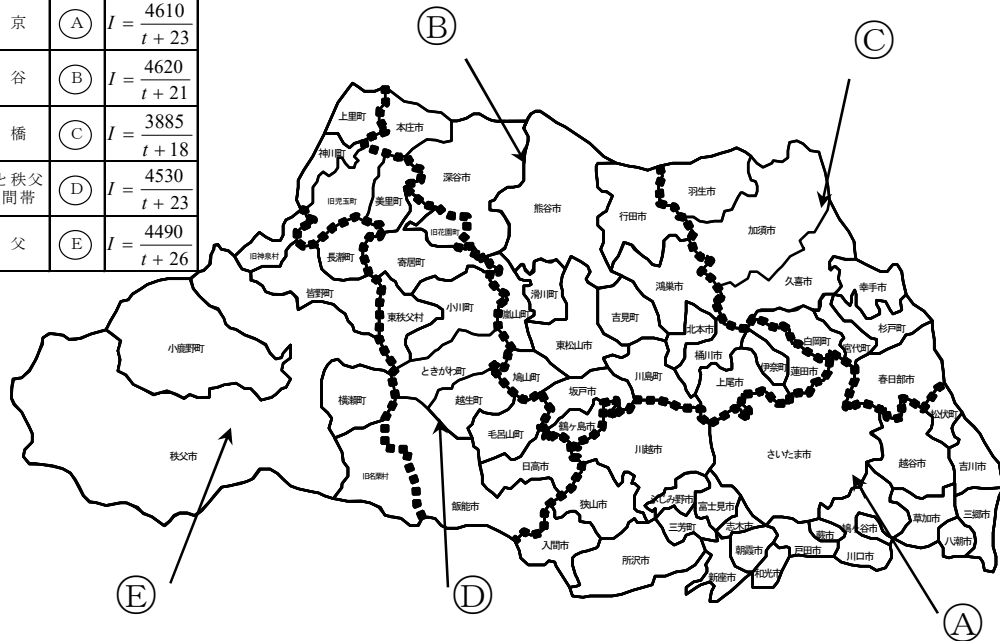 京 A I = 4610 / t + 23
谷 B I = 4620 / t + 21
橋 C I = 3885 / t + 18
と秩父
間帯 D I = 4530 / t + 23
父 E I = 4490 / t + 26
B
C
上里町
本庄市
神川町
深谷市
旧児玉町
美里町
熊谷市
羽生市
行田市
加須市
旧花園町
旧神泉村
長瀞町
寄居町
皆野町
小川町
嵐山町
滑川町
鴻巣市
久喜市
幸手市
東秩父村
吉見町
北本市
杉戸町
小鹿野町
東松山市
白岡町
宮代町
桶川市
伊奈町
蓮田市
ときがわ町
鳩山町
川島町
上尾市
春日部市
横瀬町
越生町
坂戸市
松伏町
毛呂山町
鶴ヶ島市
秩父市
川越市
さいたま市
日高市
越谷市
吉川市
旧名栗村
飯能市
狭山市
ふじみ野市
富士見市
三芳町
志木市
鳩ヶ谷市
草加市
三郷市
入間市
蕨市
八潮市
所沢市
朝霞市
戸田市
川口市
新座市
和光市
E
D
A